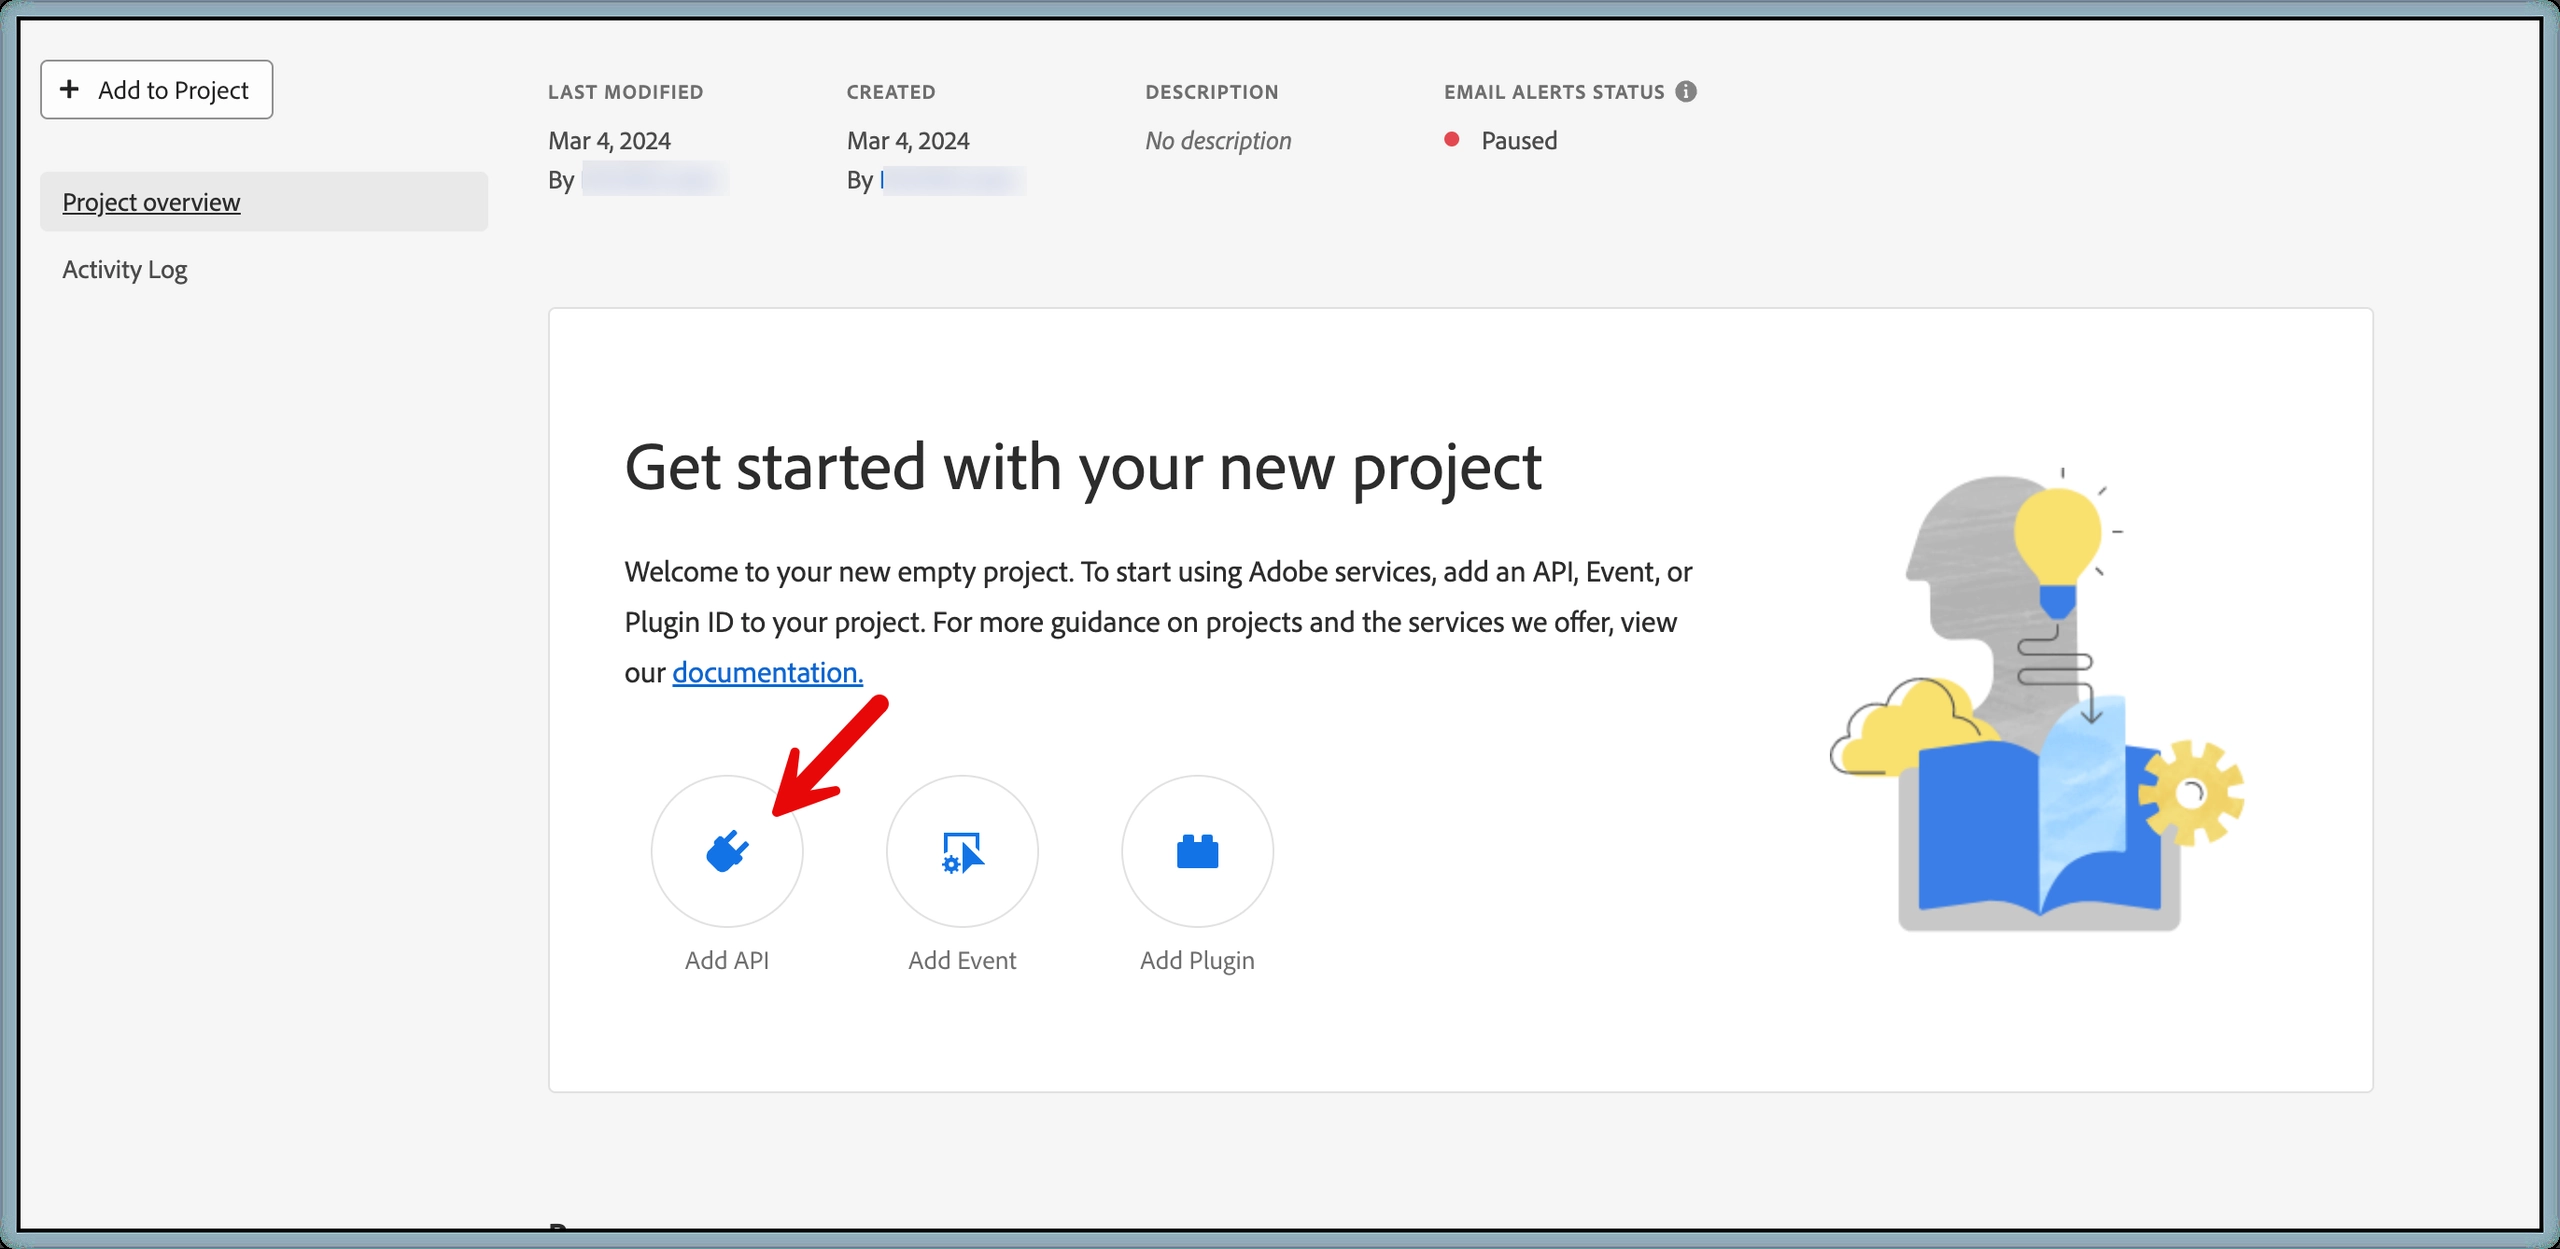 Add to Project
Project overview
Activity Log
LAST MODIFIED
Mar 4, 2024
By
CREATED
Mar 4, 2024
By
DESCRIPTION
No description
EMAIL ALERTS STATUS
Paused
Get started with your new project
Welcome to your new empty project. To start using Adobe services, add an API, Event, or
Plugin ID to your project. For more guidance on projects and the services we offer, view
our documentation.
Add API
Add Event
Add Plugin